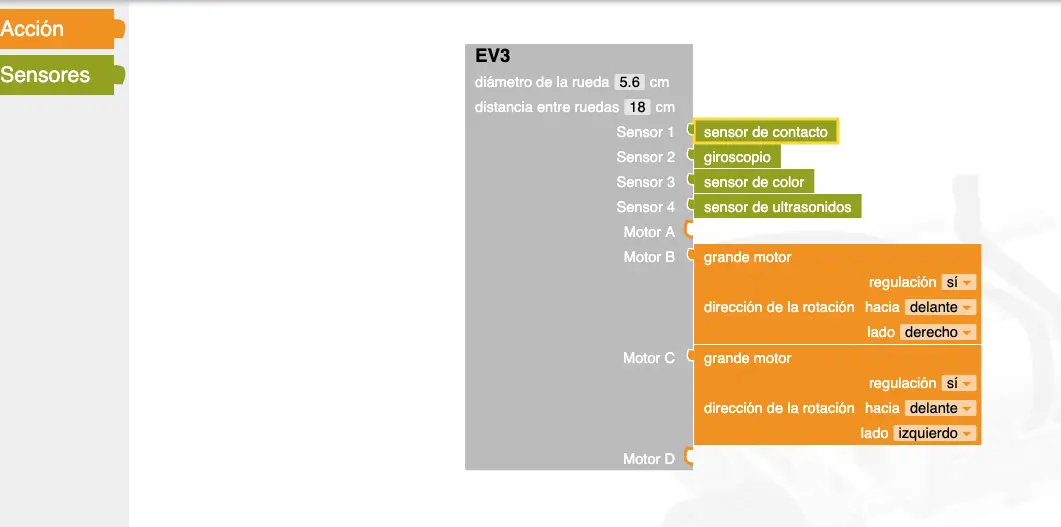 Acción
Sensores
EV3
diámetro de la rueda 5.6 cm
distancia entre ruedas 18 cm
Sensor 1 sensor de contacto
Sensor 2 giroscopio
Sensor 3 sensor de color
Sensor 4 sensor de ultrasonidos
Motor A
Motor B grande motor
regulación sí
dirección de la rotación hacia delante
lado derecho
Motor C grande motor
regulación sí
dirección de la rotación hacia delante
lado izquierdo
Motor D